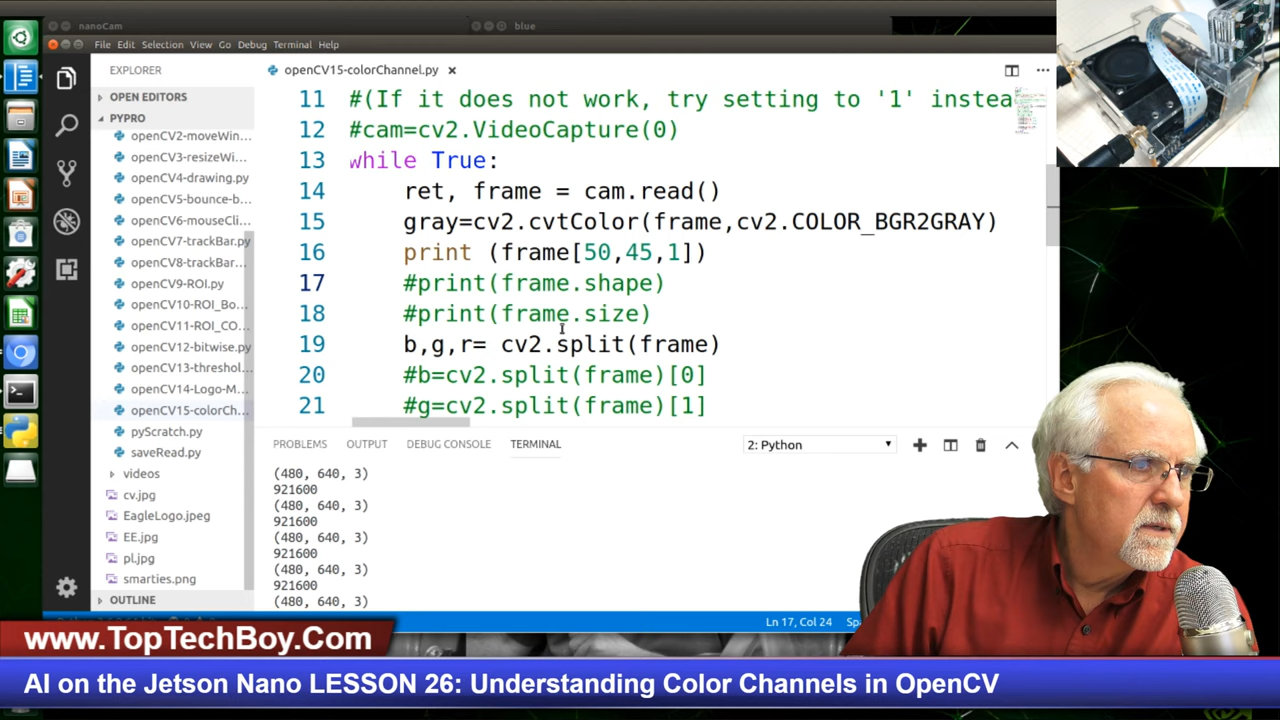 nanoCam
blue
File Edit Selection View Go Debug Terminal Help
EXPLORER
openCV15-colorChannel.py
OPEN EDITORS
PYPRO
openCV2-moveWin...
openCV3-resizeWi...
openCV4-drawing.py
openCV5-bounce-b...
openCV6-mouseCli...
openCV7-trackBar.py
openCV8-trackBar...
openCV9-ROI.py
openCV10-ROI_Bo...
openCV11-ROI_CO...
openCV12-bitwise.py
openCV13-threshol...
openCV14-Logo-M...
openCV15-colorCh...
pyScratch.py
saveRead.py
videos
cv.jpg
EagleLogo.jpeg
EE.jpg
pl.jpg
smarties.png
OUTLINE
11 #(If it does not work, try setting to '1' instea
12 #cam=cv2.VideoCapture(0)
13 while True:
14 ret, frame = cam.read()
15 gray=cv2.cvtColor(frame,cv2.COLOR_BGR2GRAY)
16 print (frame[50,45,1])
17 #print(frame.shape)
18 #print(frame.size)
19 b,g,r= cv2.split(frame)
20 #b=cv2.split(frame)[0]
21 #g=cv2.split(frame)[1]
PROBLEMS OUTPUT DEBUG CONSOLE TERMINAL 2: Python
(480, 640, 3)
921600
(480, 640, 3)
921600
(480, 640, 3)
921600
(480, 640, 3)
921600
(480, 640, 3)
Ln 17, Col 24
www.TopTechBoy.Com
AI on the Jetson Nano LESSON 26: Understanding Color Channels in OpenCV